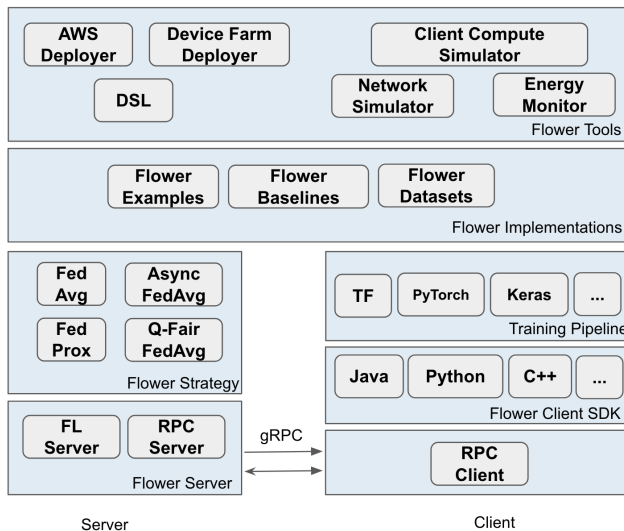 AWS
Deployer
Device Farm
Deployer
Client Compute
Simulator
DSL
Network
Simulator
Energy
Monitor
Flower Tools
Flower
Examples
Flower
Baselines
Flower
Datasets
Flower Implementations
Fed
Avg
Async
FedAvg
Fed
Prox
Q-Fair
FedAvg
Flower Strategy
TF
PyTorch
Keras
...
Training Pipeline
Java
Python
C++
...
Flower Client SDK
FL
Server
RPC
Server
Flower Server
gRPC
RPC
Client
Server
Client